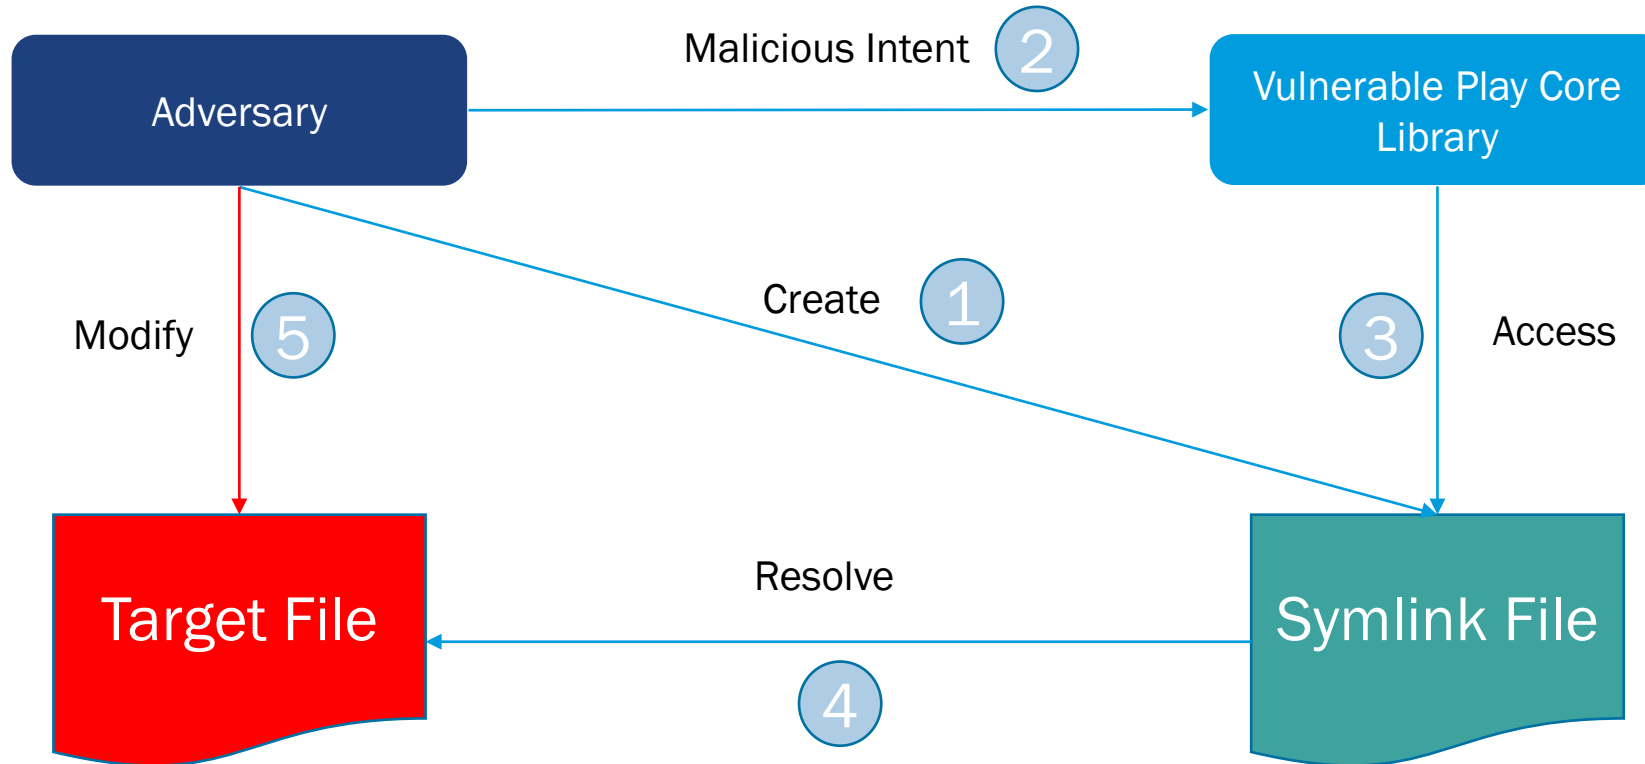 Malicious Intent
2
Adversary
Vulnerable Play Core
Library
Create
1
Modify
5
3
Access
Resolve
Target File
Symlink File
4